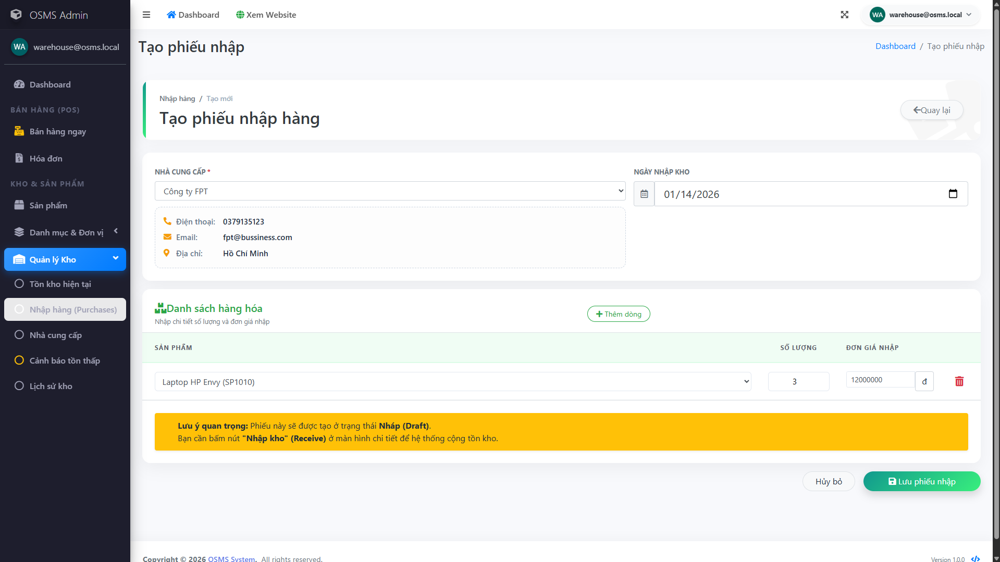 OSMS Admin
WA warehouse@osms.local
Dashboard
BÁN HÀNG (POS)
Bán hàng ngay
Hóa đơn
KHO & SẢN PHẨM
Sản phẩm
Danh mục & Đơn vị
Quản lý Kho
Tồn kho hiện tại
Nhập hàng (Purchases)
Nhà cung cấp
Cảnh báo tồn thấp
Lịch sử kho
Dashboard Xem Website WA warehouse@osms.local
Tạo phiếu nhập Dashboard / Tạo phiếu nhập
Nhập hàng / Tạo mới
Tạo phiếu nhập hàng
Quay lại
NHÀ CUNG CẤP * NGÀY NHẬP KHO
Công ty FPT 01/14/2026
Điện thoại: 0379135123
Email: fpt@bussiness.com
Địa chỉ: Hồ Chí Minh
Danh sách hàng hóa
Nhập chi tiết số lượng và đơn giá nhập
Thêm dòng
SẢN PHẨM SỐ LƯỢNG ĐƠN GIÁ NHẬP
Laptop HP Envy (SP1010) 3 12000000 đ
Lưu ý quan trọng: Phiếu này sẽ được tạo ở trạng thái Nháp (Draft).
Bạn cần bấm nút "Nhập kho" (Receive) ở màn hình chi tiết để hệ thống cộng tồn kho.
Hủy bỏ Lưu phiếu nhập
Copyright © 2026 OSMS System. All rights reserved. Version 1.0.0